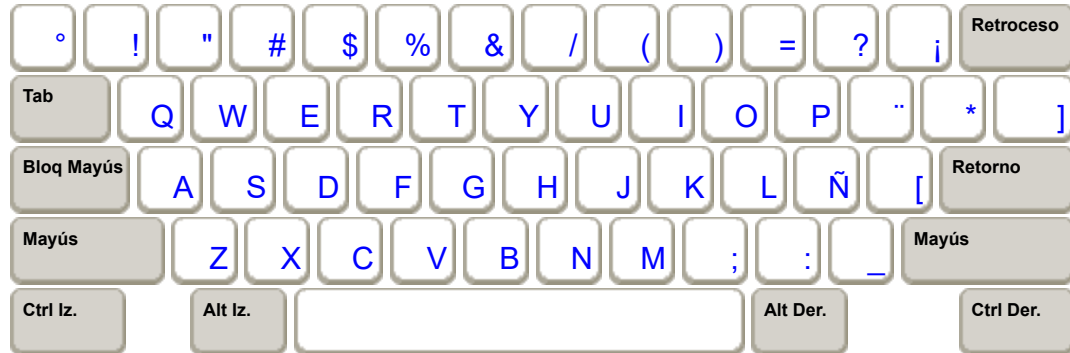 ° ! " # $ % & / ( ) = ? ¡ Retroceso
Tab Q W E R T Y U I O P ¨ * ]
Bloq Mayús A S D F G H J K L Ñ [ Retorno
Mayús Z X C V B N M ; : _ Mayús
Ctrl Iz. Alt Iz. Alt Der. Ctrl Der.